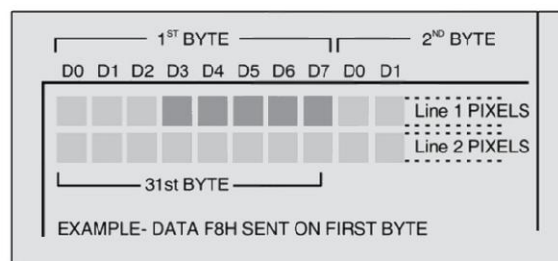 1ST BYTE 2ND BYTE
D0 D1 D2 D3 D4 D5 D6 D7 D0 D1
Line 1 PIXELS
Line 2 PIXELS
31st BYTE
EXAMPLE- DATA F8H SENT ON FIRST BYTE